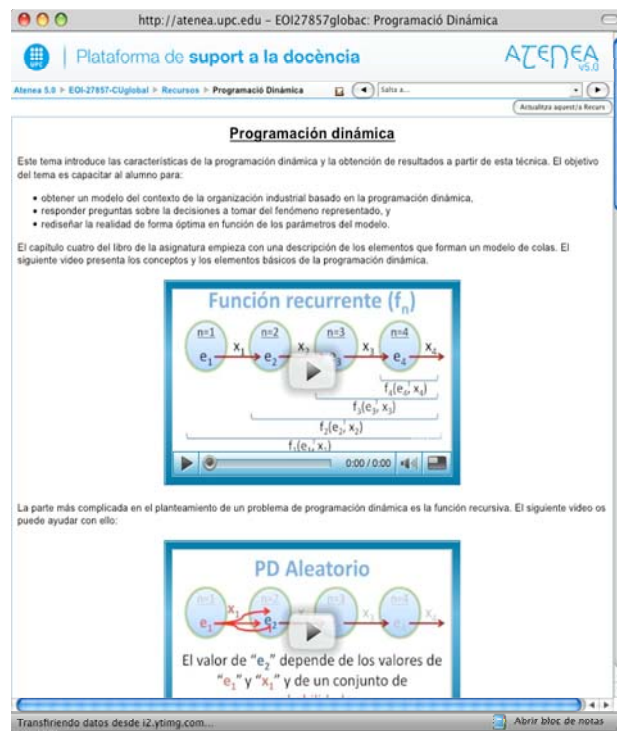 http://atenea.upc.edu – EOI27857globac: Programació Dinámica
UPC
Plataforma de suport a la docència
ATENEA
v5.0
Atenea 5.0 ► EOI-27857-CUglobal ► Recursos ► Programació Dinámica
Salta a...
Actualitza aquest/a Recurs
Programación dinámica
Este tema introduce las características de la programación dinámica y la obtención de resultados a partir de esta técnica. El objetivo
del tema es capacitar al alumno para:
• obtener un modelo del contexto de la organización industrial basado en la programación dinámica,
• responder preguntas sobre la decisiones a tomar del fenómeno representado, y
• rediseñar la realidad de forma óptima en función de los parámetros del modelo.
El capítulo cuatro del libro de la asignatura empieza con una descripción de los elementos que forman un modelo de colas. El
siguiente video presenta los conceptos y los elementos básicos de la programación dinámica.
Función recurrente (fn)
n=1 n=2 n=3 n=4
e1 x1 e2 x2 e3 x3 e4 x4
f4(e4, x4)
f3(e3, x3)
f2(e2, x2)
f1(e1, x1)
0:00 / 0:00
La parte más complicada en el planteamiento de un problema de programación dinámica es la función recursiva. El siguiente video os
puede ayudar con ello:
PD Aleatorio
n=1 n=2 n=3 n=4
e1 x1 e2 x3 e4 x4
El valor de "e2" depende de los valores de
"e1" y "x1" y de un conjunto de
Transfiriendo datos desde i2.ytimg.com...
Abrir bloc de notas